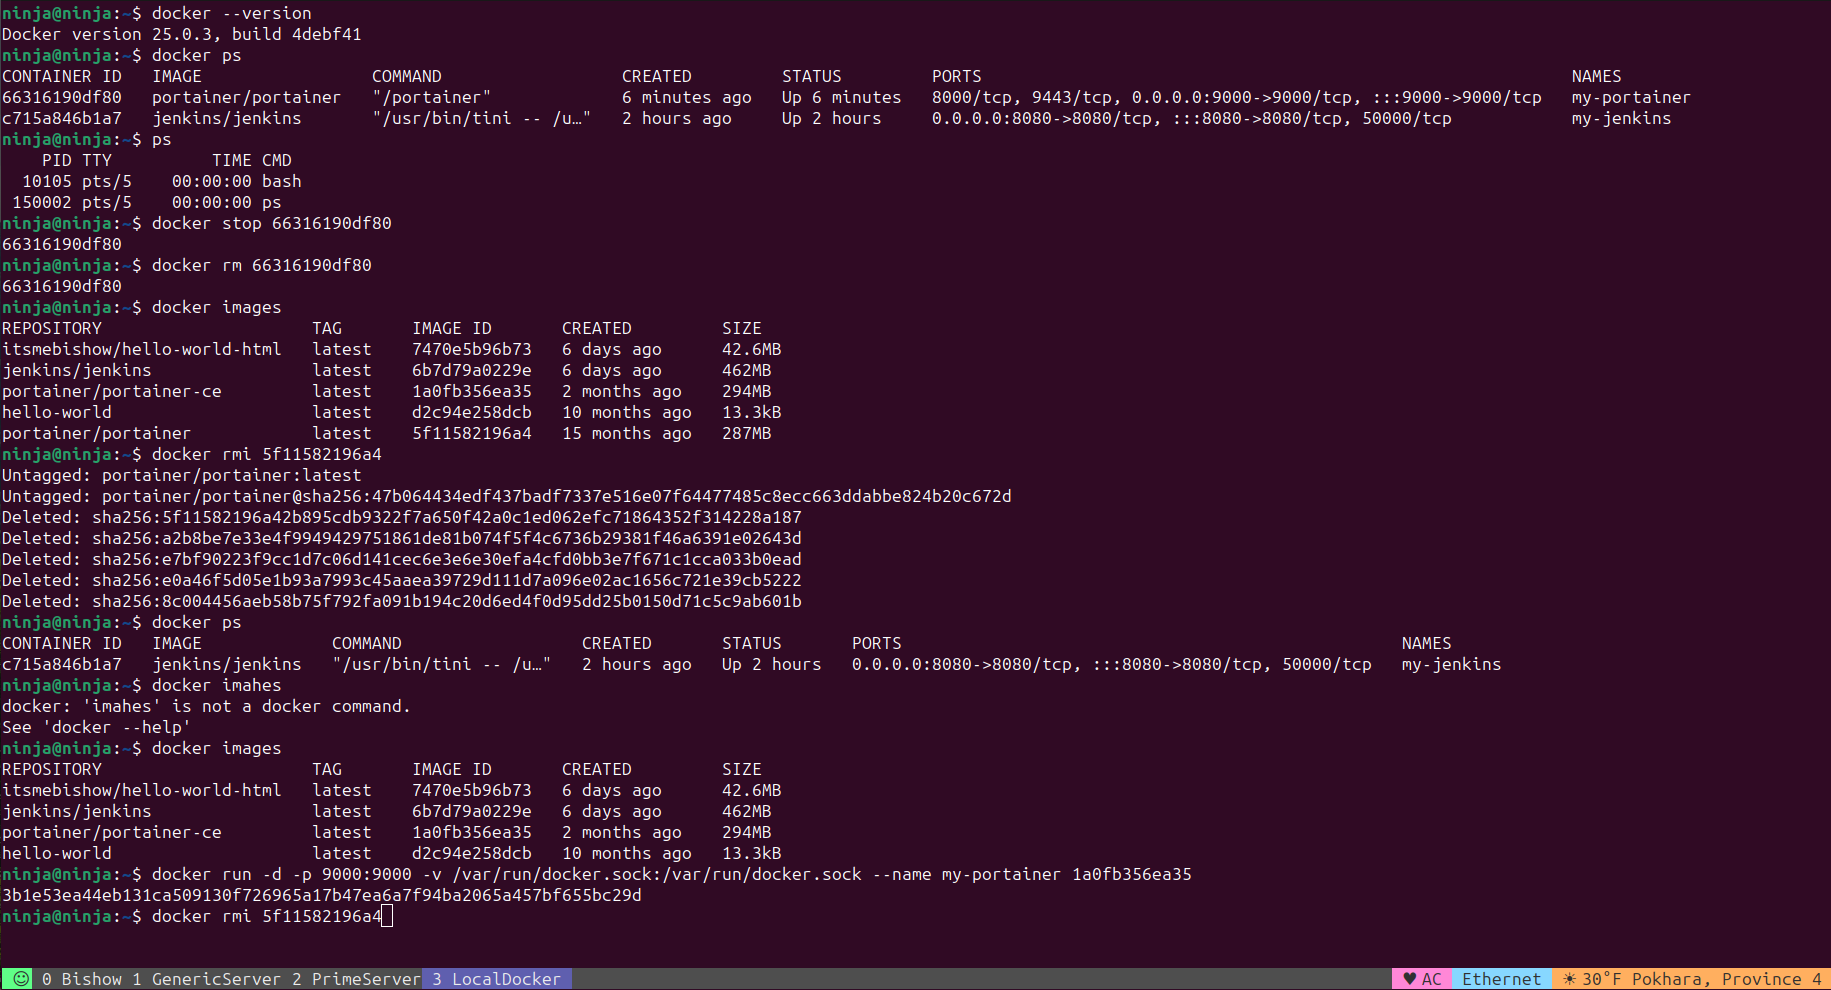 ninja@ninja:~$ docker --version
Docker version 25.0.3, build 4debf41
ninja@ninja:~$ docker ps
CONTAINER ID   IMAGE                 COMMAND                  CREATED         STATUS         PORTS                                                           NAMES
66316190df80   portainer/portainer   "/portainer"             6 minutes ago   Up 6 minutes   8000/tcp, 9443/tcp, 0.0.0.0:9000->9000/tcp, :::9000->9000/tcp   my-portainer
c715a846b1a7   jenkins/jenkins       "/usr/bin/tini -- /u…"   2 hours ago     Up 2 hours     0.0.0.0:8080->8080/tcp, :::8080->8080/tcp, 50000/tcp            my-jenkins
ninja@ninja:~$ ps
    PID TTY          TIME CMD
  10105 pts/5    00:00:00 bash
 150002 pts/5    00:00:00 ps
ninja@ninja:~$ docker stop 66316190df80
66316190df80
ninja@ninja:~$ docker rm 66316190df80
66316190df80
ninja@ninja:~$ docker images
REPOSITORY                     TAG       IMAGE ID       CREATED         SIZE
itsmebishow/hello-world-html   latest    7470e5b96b73   6 days ago      42.6MB
jenkins/jenkins                latest    6b7d79a0229e   6 days ago      462MB
portainer/portainer-ce         latest    1a0fb356ea35   2 months ago    294MB
hello-world                    latest    d2c94e258dcb   10 months ago   13.3kB
portainer/portainer            latest    5f11582196a4   15 months ago   287MB
ninja@ninja:~$ docker rmi 5f11582196a4
Untagged: portainer/portainer:latest
Untagged: portainer/portainer@sha256:47b064434edf437badf7337e516e07f64477485c8ecc663ddabbe824b20c672d
Deleted: sha256:5f11582196a42b895cdb9322f7a650f42a0c1ed062efc71864352f314228a187
Deleted: sha256:a2b8be7e33e4f9949429751861de81b074f5f4c6736b29381f46a6391e02643d
Deleted: sha256:e7bf90223f9cc1d7c06d141cec6e3e6e30efa4cfd0bb3e7f671c1cca033b0ead
Deleted: sha256:e0a46f5d05e1b93a7993c45aaea39729d111d7a096e02ac1656c721e39cb5222
Deleted: sha256:8c004456aeb58b75f792fa091b194c20d6ed4f0d95dd25b0150d71c5c9ab601b
ninja@ninja:~$ docker ps
CONTAINER ID   IMAGE             COMMAND                  CREATED       STATUS       PORTS                                                  NAMES
c715a846b1a7   jenkins/jenkins   "/usr/bin/tini -- /u…"   2 hours ago   Up 2 hours   0.0.0.0:8080->8080/tcp, :::8080->8080/tcp, 50000/tcp   my-jenkins
ninja@ninja:~$ docker imahes
docker: 'imahes' is not a docker command.
See 'docker --help'
ninja@ninja:~$ docker images
REPOSITORY                     TAG       IMAGE ID       CREATED         SIZE
itsmebishow/hello-world-html   latest    7470e5b96b73   6 days ago      42.6MB
jenkins/jenkins                latest    6b7d79a0229e   6 days ago      462MB
portainer/portainer-ce         latest    1a0fb356ea35   2 months ago    294MB
hello-world                    latest    d2c94e258dcb   10 months ago   13.3kB
ninja@ninja:~$ docker run -d -p 9000:9000 -v /var/run/docker.sock:/var/run/docker.sock --name my-portainer 1a0fb356ea35
3b1e53ea44eb131ca509130f726965a17b47ea6a7f94ba2065a457bf655bc29d
ninja@ninja:~$ docker rmi 5f11582196a4
☺ 0 Bishow 1 GenericServer 2 PrimeServer 3 LocalDocker ♥ AC Ethernet ☀ 30°F Pokhara, Province 4